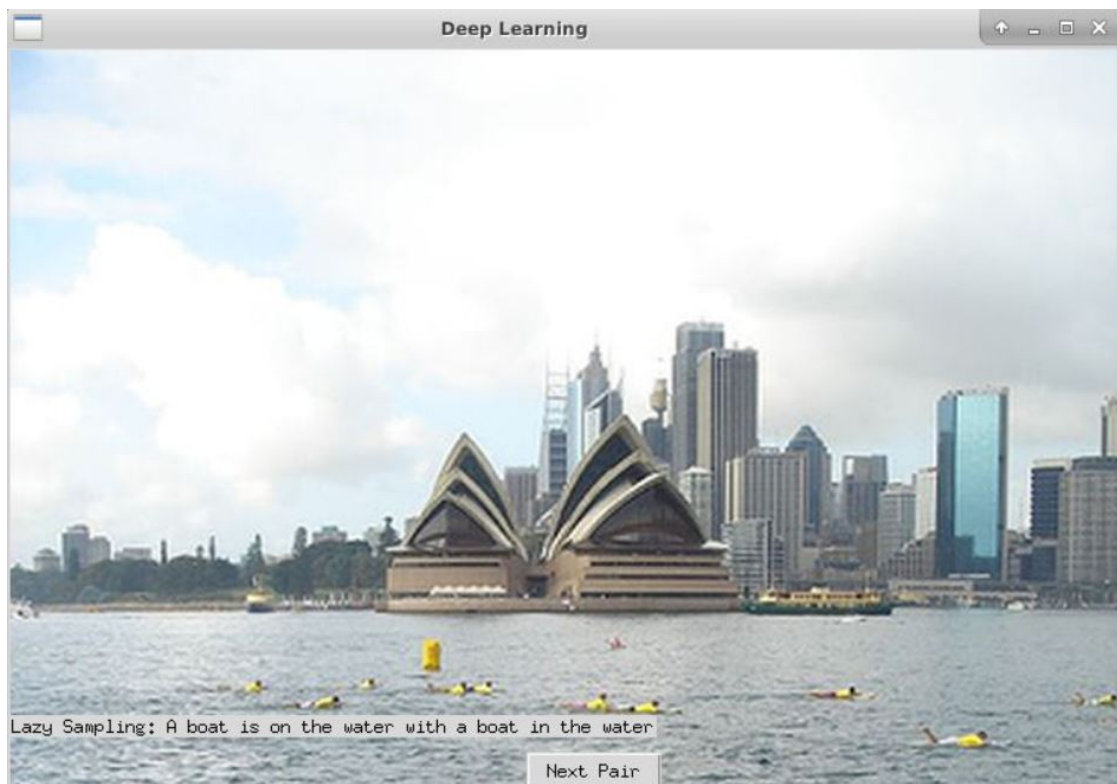 Deep Learning
Lazy Sampling: A boat is on the water with a boat in the water
Next Pair